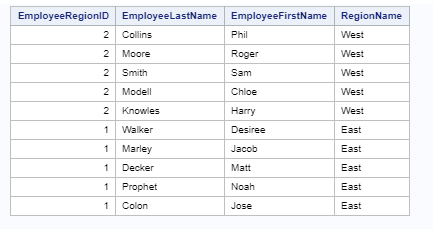 EmployeeRegionID EmployeeLastName EmployeeFirstName RegionName
2 Collins Phil West
2 Moore Roger West
2 Smith Sam West
2 Modell Chloe West
2 Knowles Harry West
1 Walker Desiree East
1 Marley Jacob East
1 Decker Matt East
1 Prophet Noah East
1 Colon Jose East